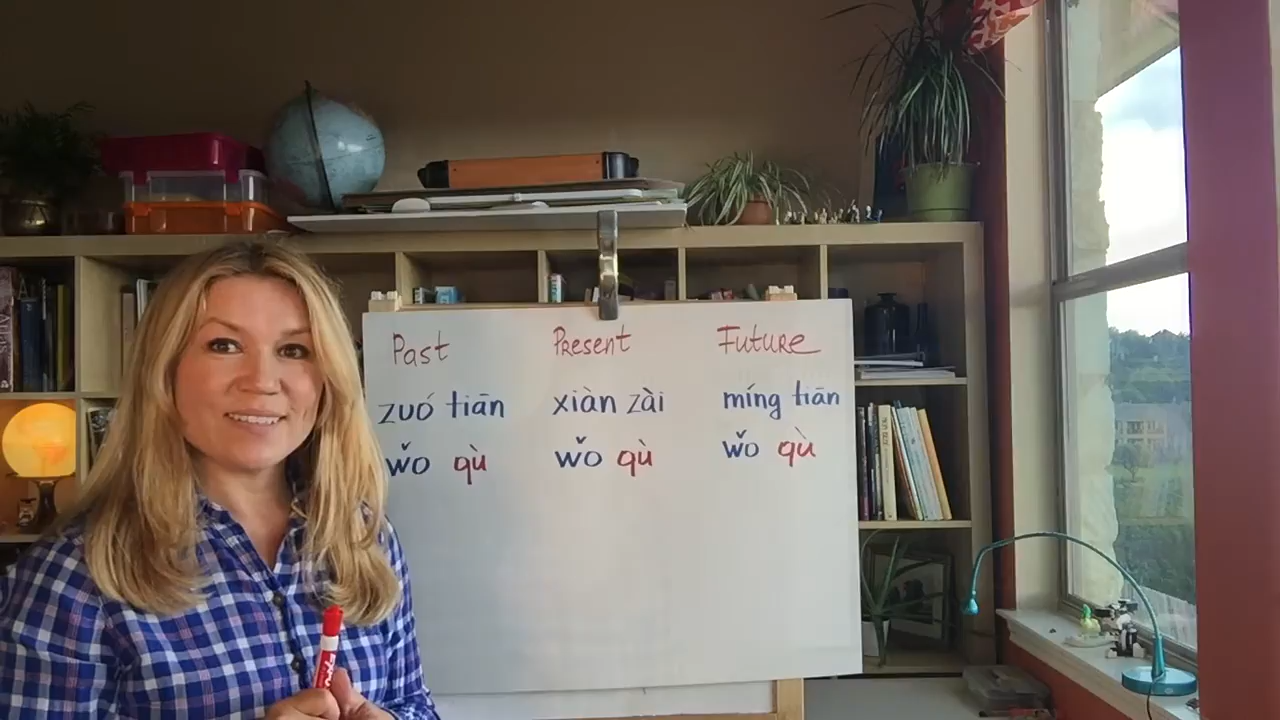 Past Present Future
zuó tiān xiàn zài míng tiān
wǒ qù wǒ qù wǒ qù